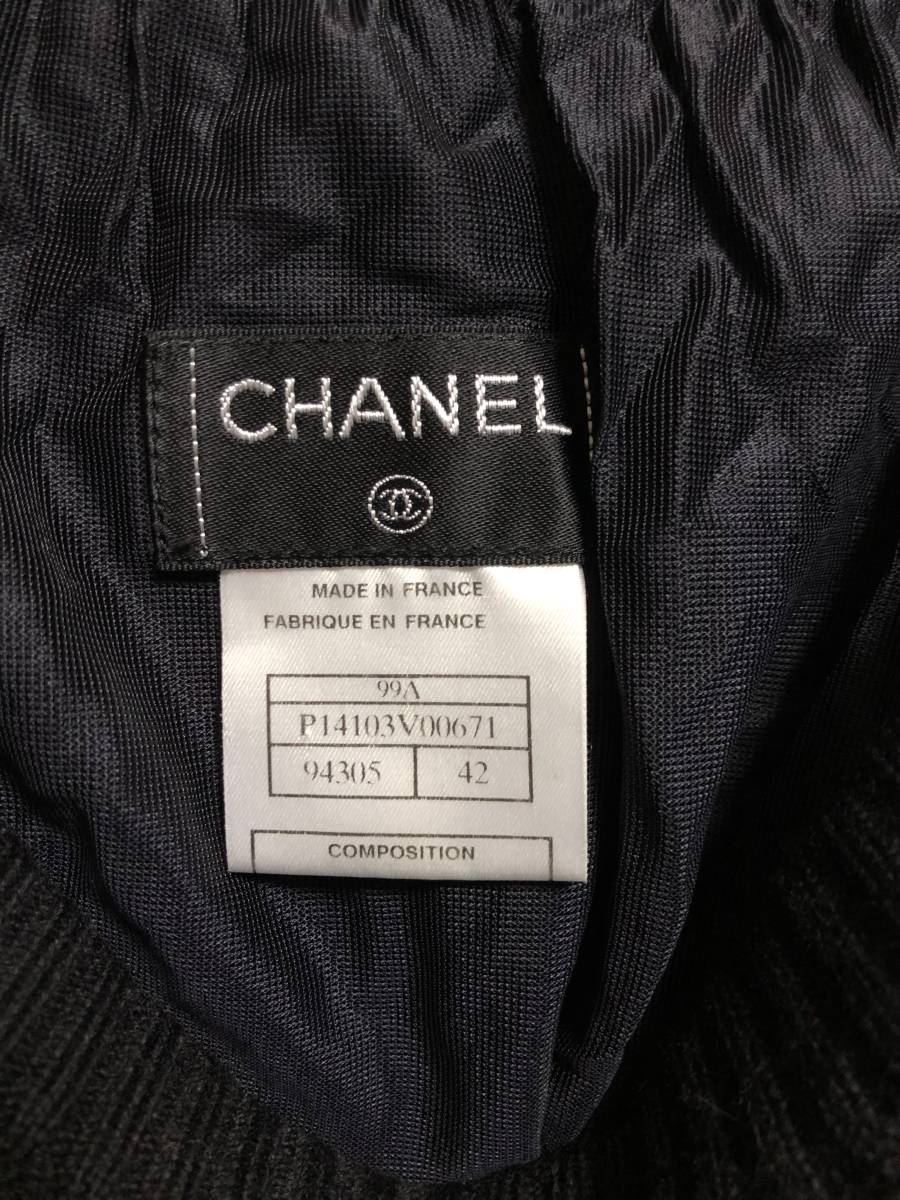 CHANEL
MADE IN FRANCE
FABRIQUE EN FRANCE
99A
P14103V00671
94305 42
COMPOSITION